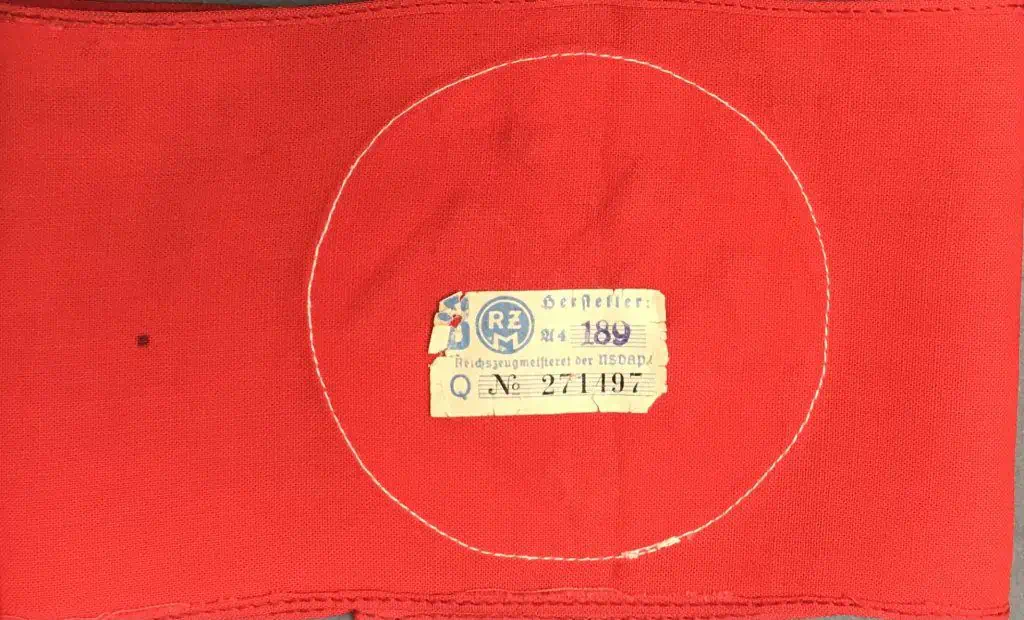 RZM
Hersteller:
A4 189
Reichszeugmeisterei der NSDAP.
Q № 271497